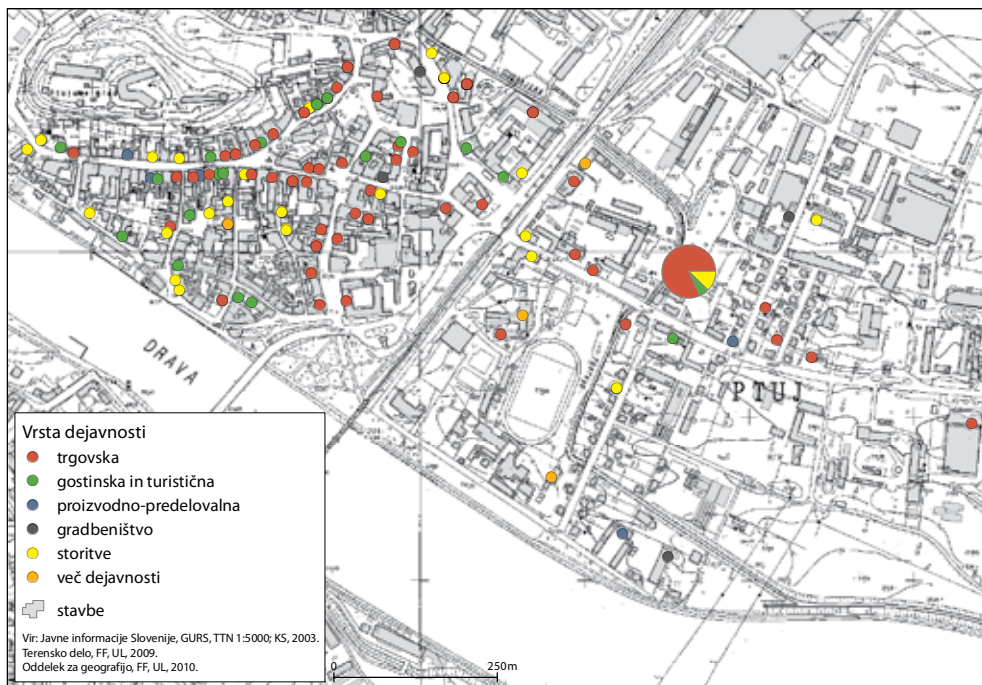 DRAVA
PTUJ
Vrsta dejavnosti
trgovska
gostinska in turistična
proizvodno-predelovalna
gradbeništvo
storitve
več dejavnosti
stavbe
Vir: Javne informacije Slovenije, GURS, TTN 1:5000; KS, 2003.
Terensko delo, FF, UL, 2009.
Oddelek za geografijo, FF, UL, 2010.
0 250 m